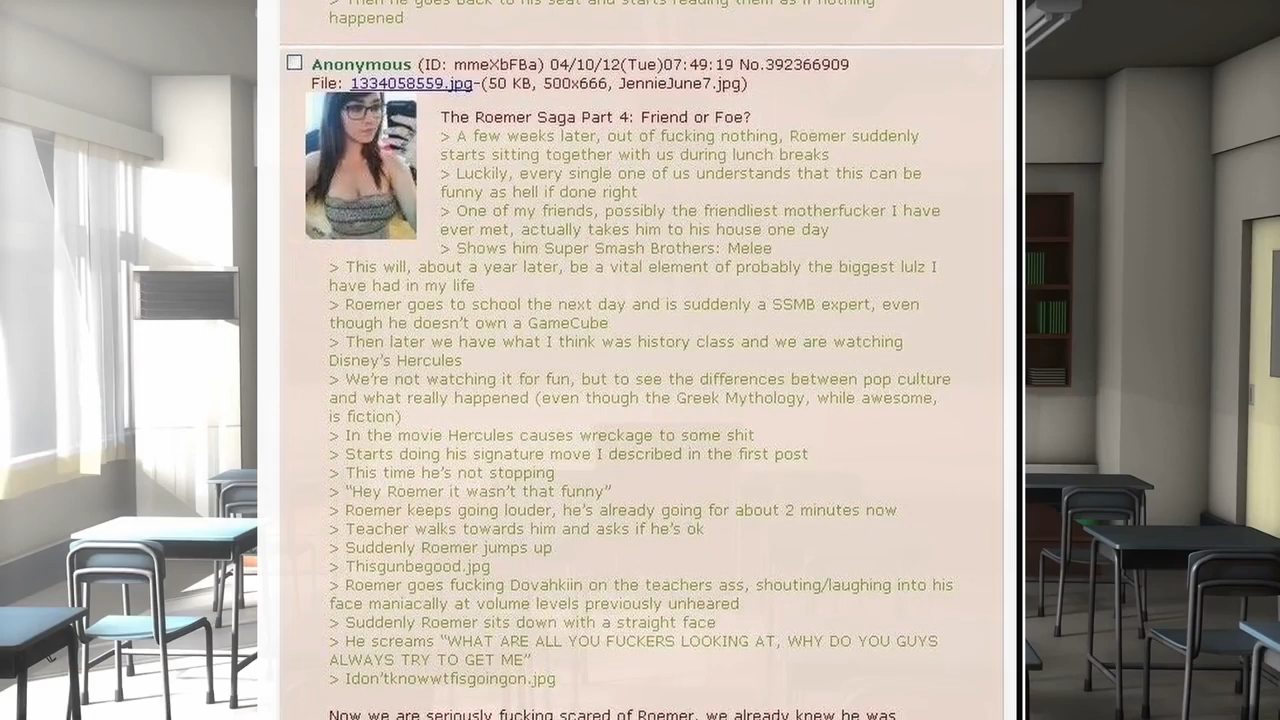 > Then he goes back to his seat and starts reading them as if nothing
happened
Anonymous (ID: mmeXbFBa) 04/10/12(Tue)07:49:19 No.392366909
File: 1334058559.jpg-(50 KB, 500x666, JennieJune7.jpg)
The Roemer Saga Part 4: Friend or Foe?
> A few weeks later, out of fucking nothing, Roemer suddenly
starts sitting together with us during lunch breaks
> Luckily, every single one of us understands that this can be
funny as hell if done right
> One of my friends, possibly the friendliest motherfucker I have
ever met, actually takes him to his house one day
> Shows him Super Smash Brothers: Melee
> This will, about a year later, be a vital element of probably the biggest lulz I
have had in my life
> Roemer goes to school the next day and is suddenly a SSMB expert, even
though he doesn't own a GameCube
> Then later we have what I think was history class and we are watching
Disney's Hercules
> We're not watching it for fun, but to see the differences between pop culture
and what really happened (even though the Greek Mythology, while awesome,
is fiction)
> In the movie Hercules causes wreckage to some shit
> Starts doing his signature move I described in the first post
> This time he's not stopping
> "Hey Roemer it wasn't that funny"
> Roemer keeps going louder, he's already going for about 2 minutes now
> Teacher walks towards him and asks if he's ok
> Suddenly Roemer jumps up
> Thisgunbegood.jpg
> Roemer goes fucking Dovahkiin on the teachers ass, shouting/laughing into his
face maniacally at volume levels previously unheard
> Suddenly Roemer sits down with a straight face
> He screams "WHAT ARE ALL YOU FUCKERS LOOKING AT, WHY DO YOU GUYS
ALWAYS TRY TO GET ME"
> Idon'tknowwtfisgoingon.jpg
Now we are seriously fucking scared of Roemer, we already knew he was